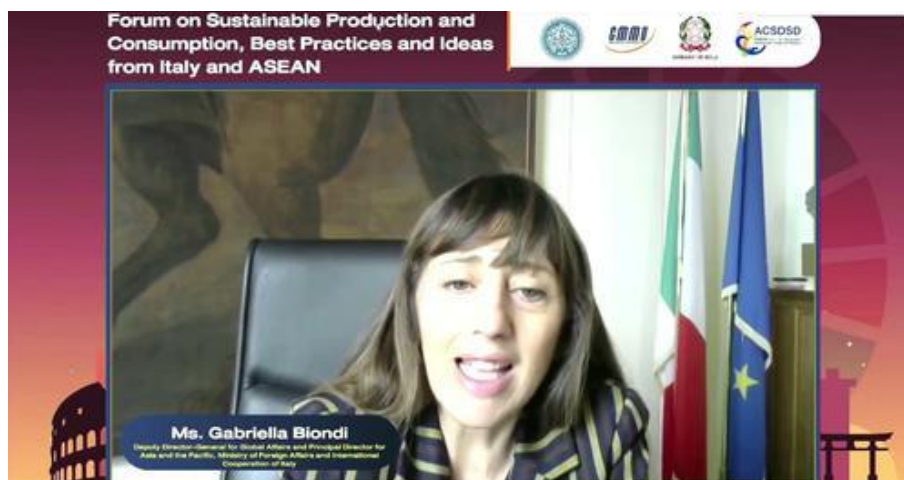 Forum on Sustainable Production and
Consumption, Best Practices and Ideas
from Italy and ASEAN
ACSDSD
Ms. Gabriella Biondi
Deputy Director-General for Global Affairs and Principal Director for
Asia and the Pacific, Ministry of Foreign Affairs and International
Cooperation of Italy